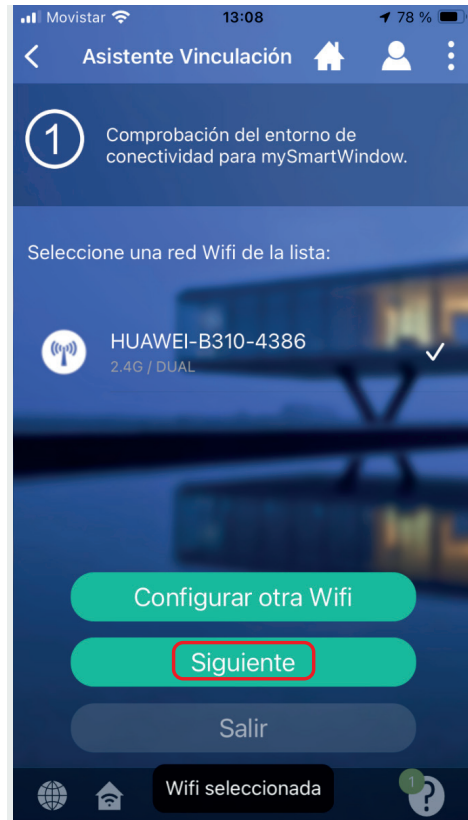 Movistar 13:08 78 %
Asistente Vinculación
1 Comprobación del entorno de
conectividad para mySmartWindow.
Seleccione una red Wifi de la lista:
HUAWEI-B310-4386
2.4G / DUAL
Configurar otra Wifi
Siguiente
Salir
Wifi seleccionada
1
?